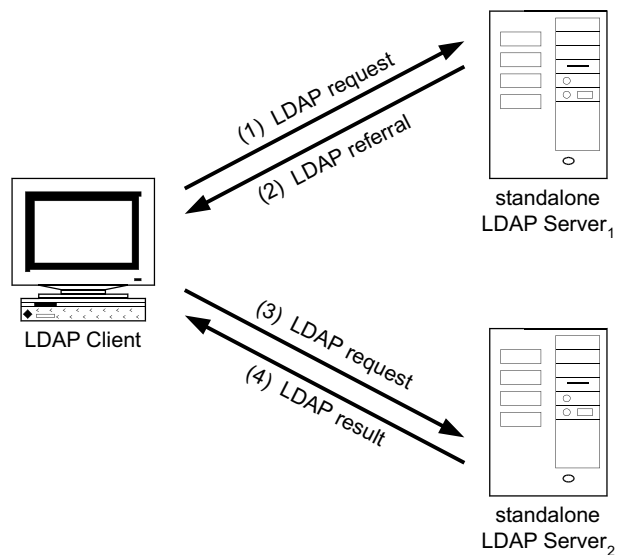 (1) LDAP request
(2) LDAP referral
standalone
LDAP Server₁
LDAP Client
(3) LDAP request
(4) LDAP result
standalone
LDAP Server₂